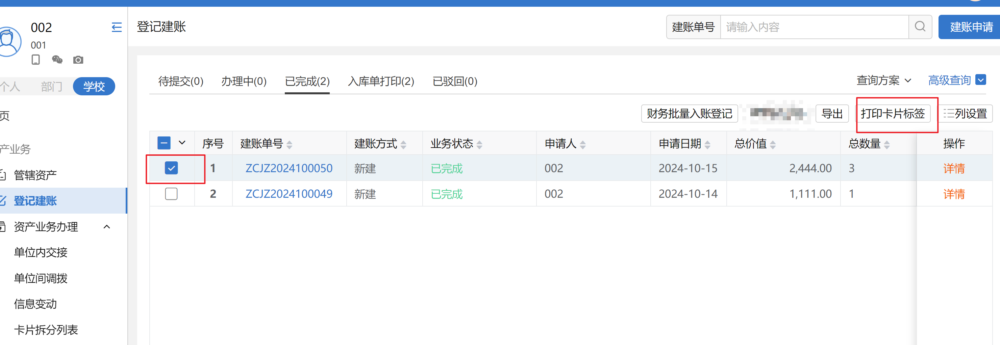 002
001
个人 部门 学校
页
产业务
管辖资产
登记建账
资产业务办理
单位内交接
单位间调拨
信息变动
卡片拆分列表
登记建账
建账单号 请输入内容
建账申请
待提交(0) 办理中(0) 已完成(2) 入库单打印(2) 已驳回(0)
查询方案 高级查询
财务批量入账登记 导出 打印卡片标签 列设置
序号 建账单号 建账方式 业务状态 申请人 申请日期 总价值 总数量 操作
1 ZCJZ2024100050 新建 已完成 002 2024-10-15 2,444.00 3 详情
2 ZCJZ2024100049 新建 已完成 002 2024-10-14 1,111.00 1 详情